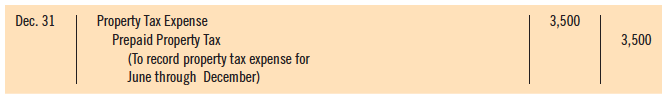 Dec. 31 Property Tax Expense 3,500
Prepaid Property Tax 3,500
(To record property tax expense for
June through December)